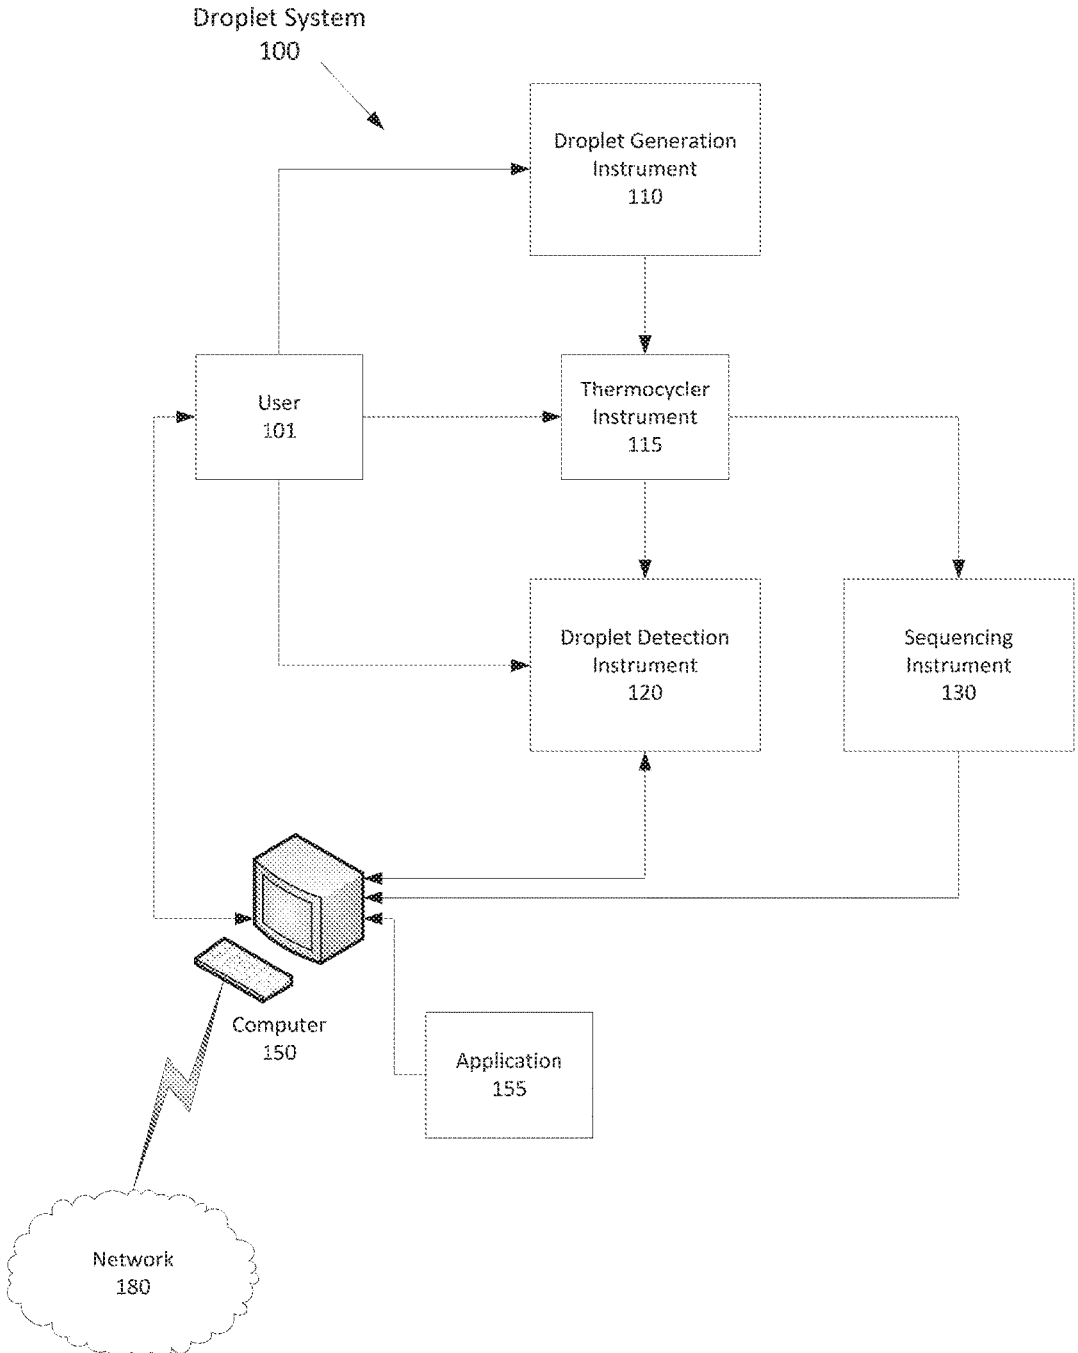 Droplet System
100
Droplet Generation
Instrument
110
User
101
Thermocycler
Instrument
115
Droplet Detection
Instrument
120
Sequencing
Instrument
130
Computer
150
Application
155
Network
180